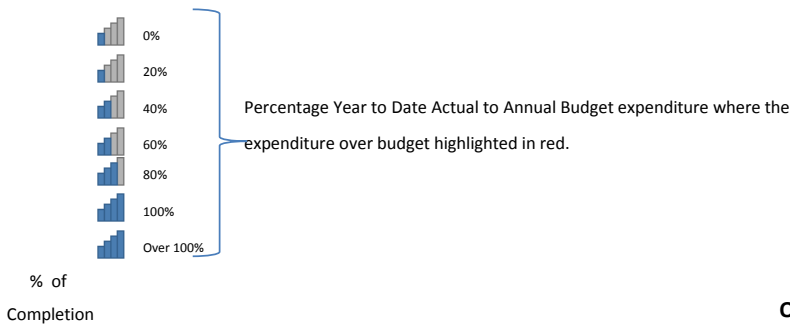 0%
20%
40%
Percentage Year to Date Actual to Annual Budget expenditure where the
60%
expenditure over budget highlighted in red.
80%
100%
Over 100%
% of
Completion